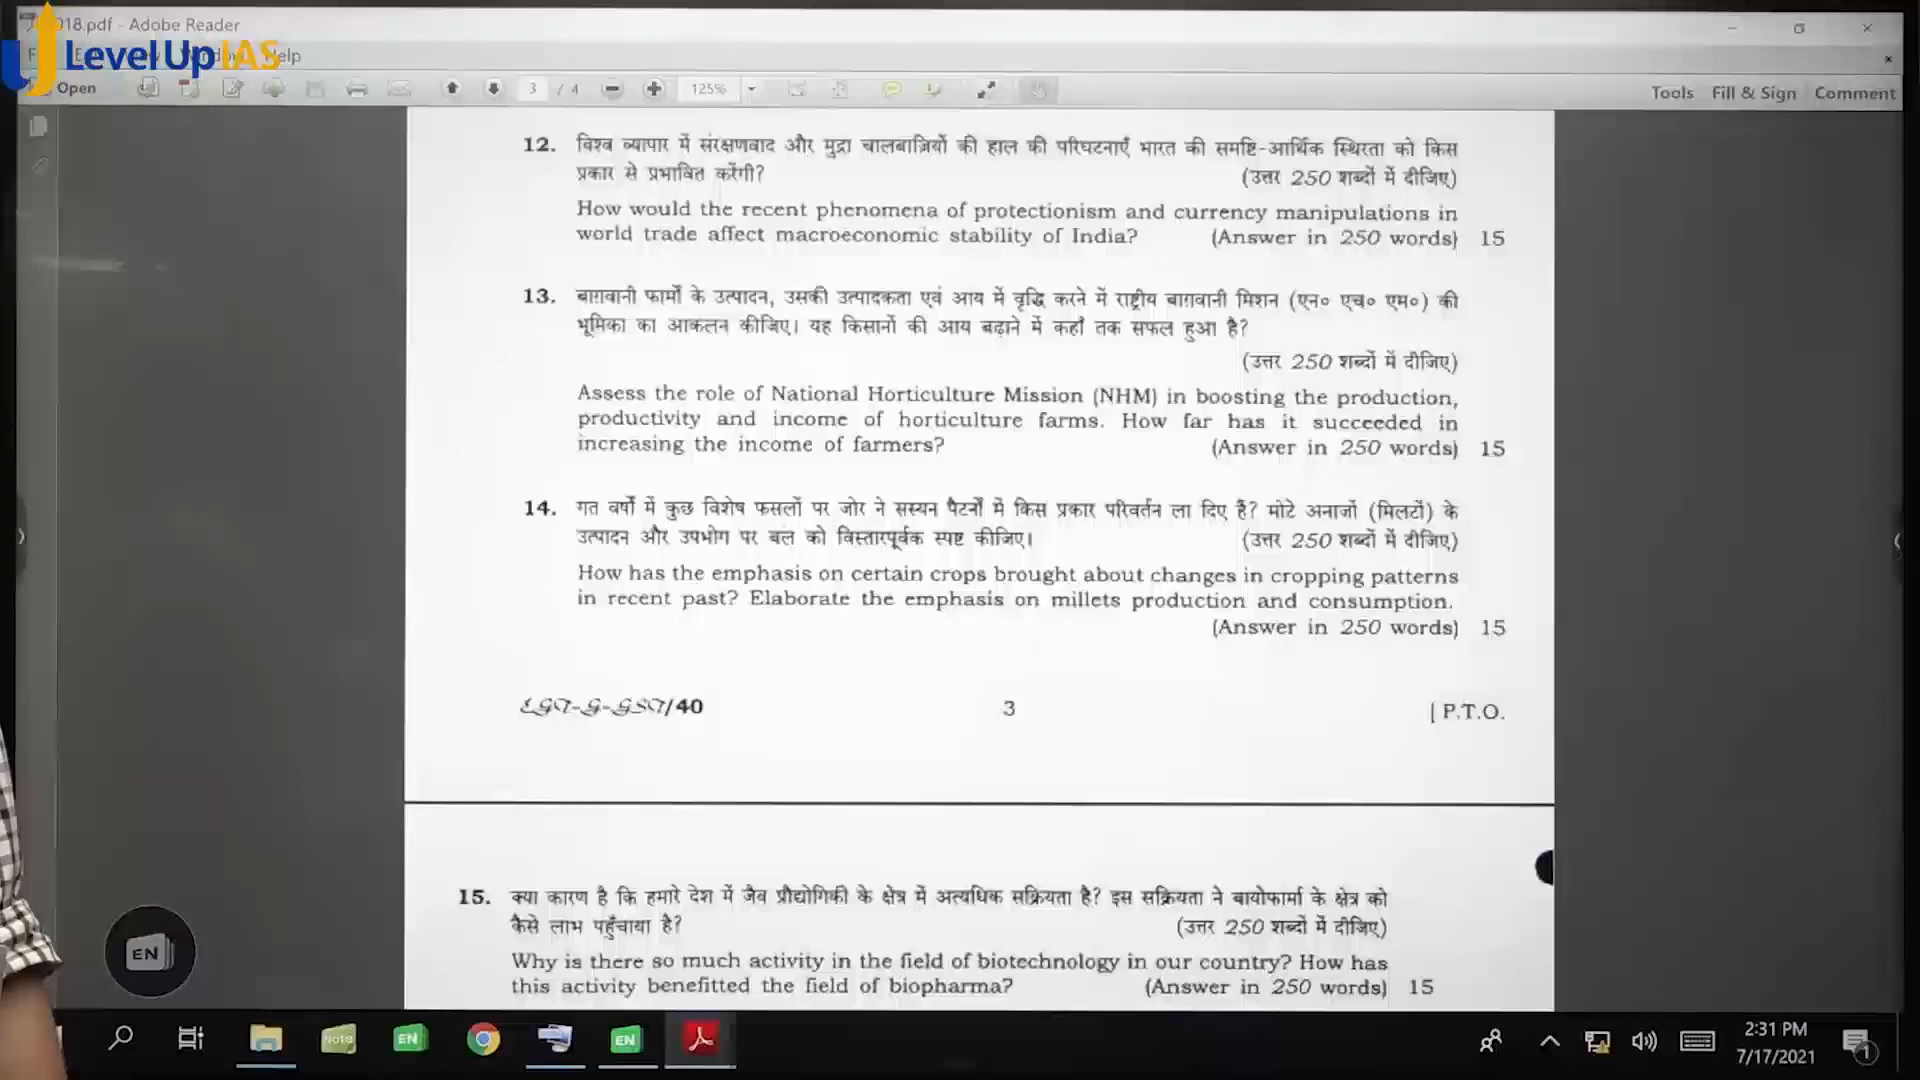 018.pdf - Adobe Reader
LevelUp IAS
Help
Open
3 / 4
125%
Tools Fill & Sign Comment
12. विश्व व्यापार में संरक्षणवाद और मुद्रा चालबाज़ियों की हाल की परिघटनाएँ भारत की समष्टि-आर्थिक स्थिरता को किस
प्रकार से प्रभावित करेंगी? (उत्तर 250 शब्दों में दीजिए)
How would the recent phenomena of protectionism and currency manipulations in
world trade affect macroeconomic stability of India? (Answer in 250 words) 15
13. बाग़वानी फार्मों के उत्पादन, उसकी उत्पादकता एवं आय में वृद्धि करने में राष्ट्रीय बाग़वानी मिशन (एन॰ एच॰ एम॰) की
भूमिका का आकलन कीजिए। यह किसानों की आय बढ़ाने में कहाँ तक सफल हुआ है?
(उत्तर 250 शब्दों में दीजिए)
Assess the role of National Horticulture Mission (NHM) in boosting the production,
productivity and income of horticulture farms. How far has it succeeded in
increasing the income of farmers? (Answer in 250 words) 15
14. गत वर्षों में कुछ विशेष फसलों पर जोर ने सस्यन पैटर्नों में किस प्रकार परिवर्तन ला दिए हैं? मोटे अनाजों (मिलटों) के
उत्पादन और उपभोग पर बल को विस्तारपूर्वक स्पष्ट कीजिए। (उत्तर 250 शब्दों में दीजिए)
How has the emphasis on certain crops brought about changes in cropping patterns
in recent past? Elaborate the emphasis on millets production and consumption.
(Answer in 250 words) 15
EGT-G-GST/40 3 [ P.T.O.
15. क्या कारण है कि हमारे देश में जैव प्रौद्योगिकी के क्षेत्र में अत्यधिक सक्रियता है? इस सक्रियता ने बायोफार्मा के क्षेत्र को
कैसे लाभ पहुँचाया है? (उत्तर 250 शब्दों में दीजिए)
Why is there so much activity in the field of biotechnology in our country? How has
this activity benefitted the field of biopharma? (Answer in 250 words) 15
EN
Note EN EN
2:31 PM
7/17/2021
1